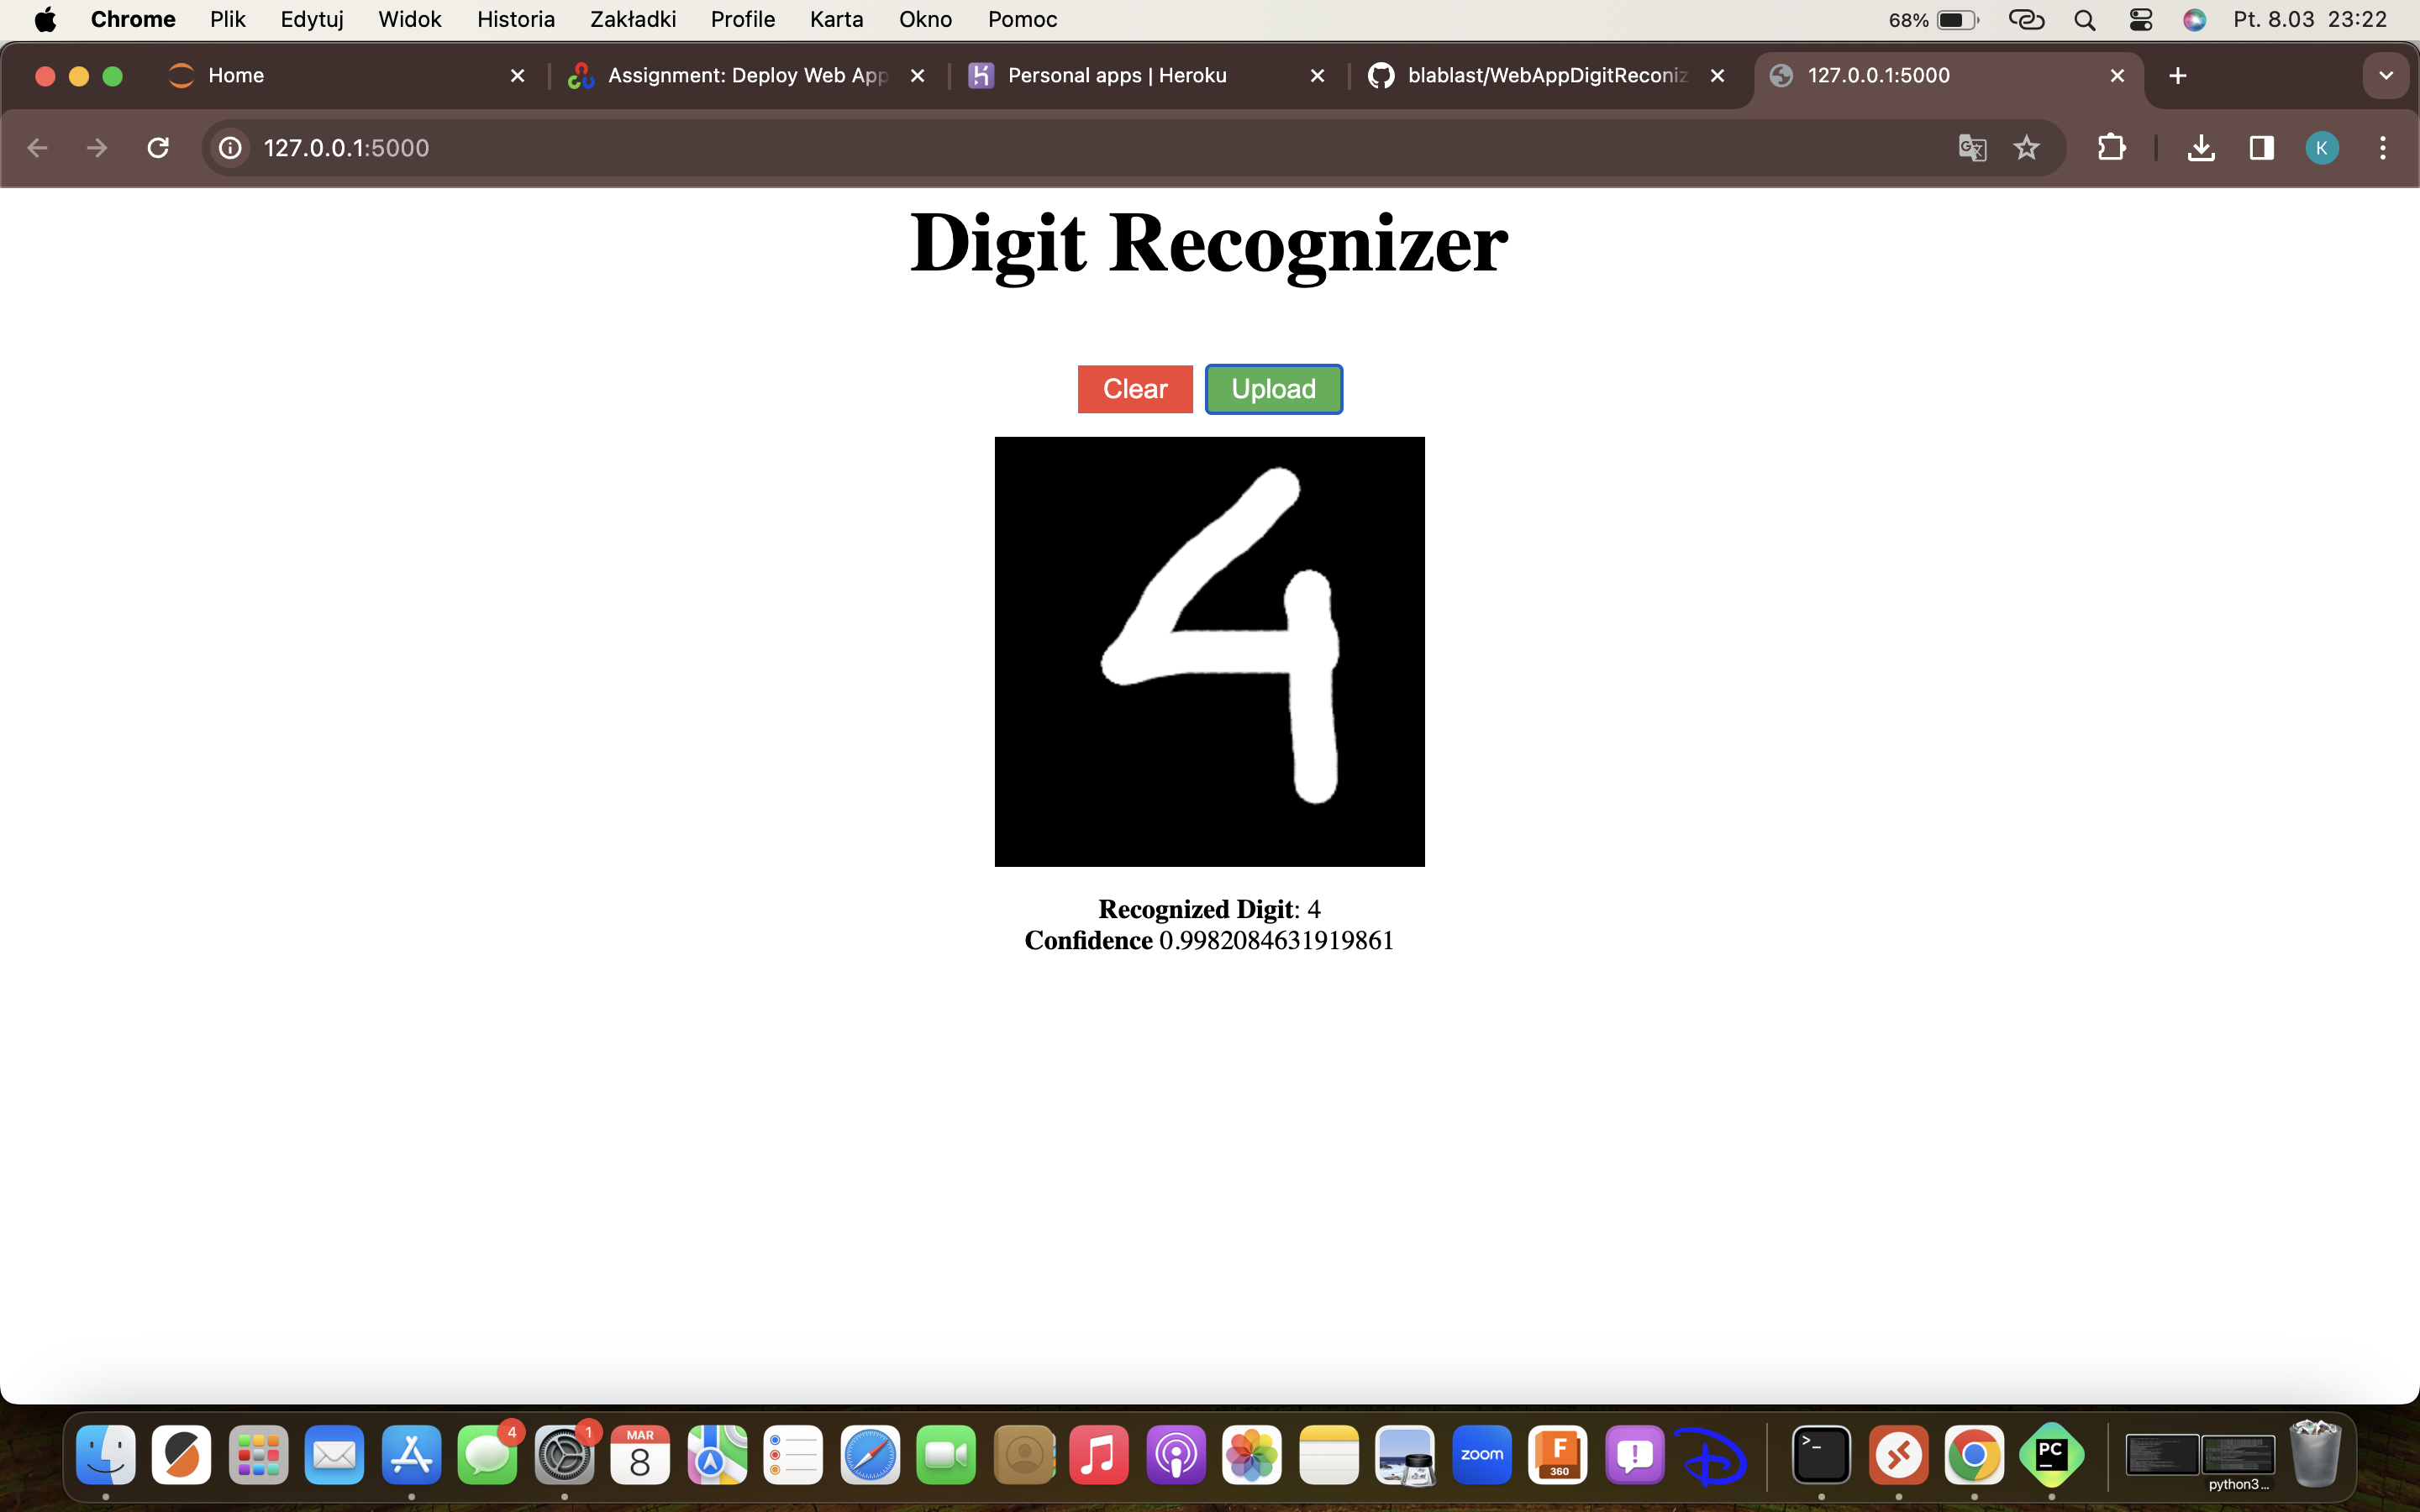 Chrome Plik Edytuj Widok Historia Zakładki Profile Karta Okno Pomoc 68% Pt. 8.03 23:22
Home Assignment: Deploy Web App Personal apps | Heroku blablast/WebAppDigitReconiz 127.0.0.1:5000
127.0.0.1:5000 K
Digit Recognizer
Clear Upload
4
Recognized Digit: 4
Confidence 0.9982084631919861
4 1 MAR
8 zoom F
360 PC
python3...